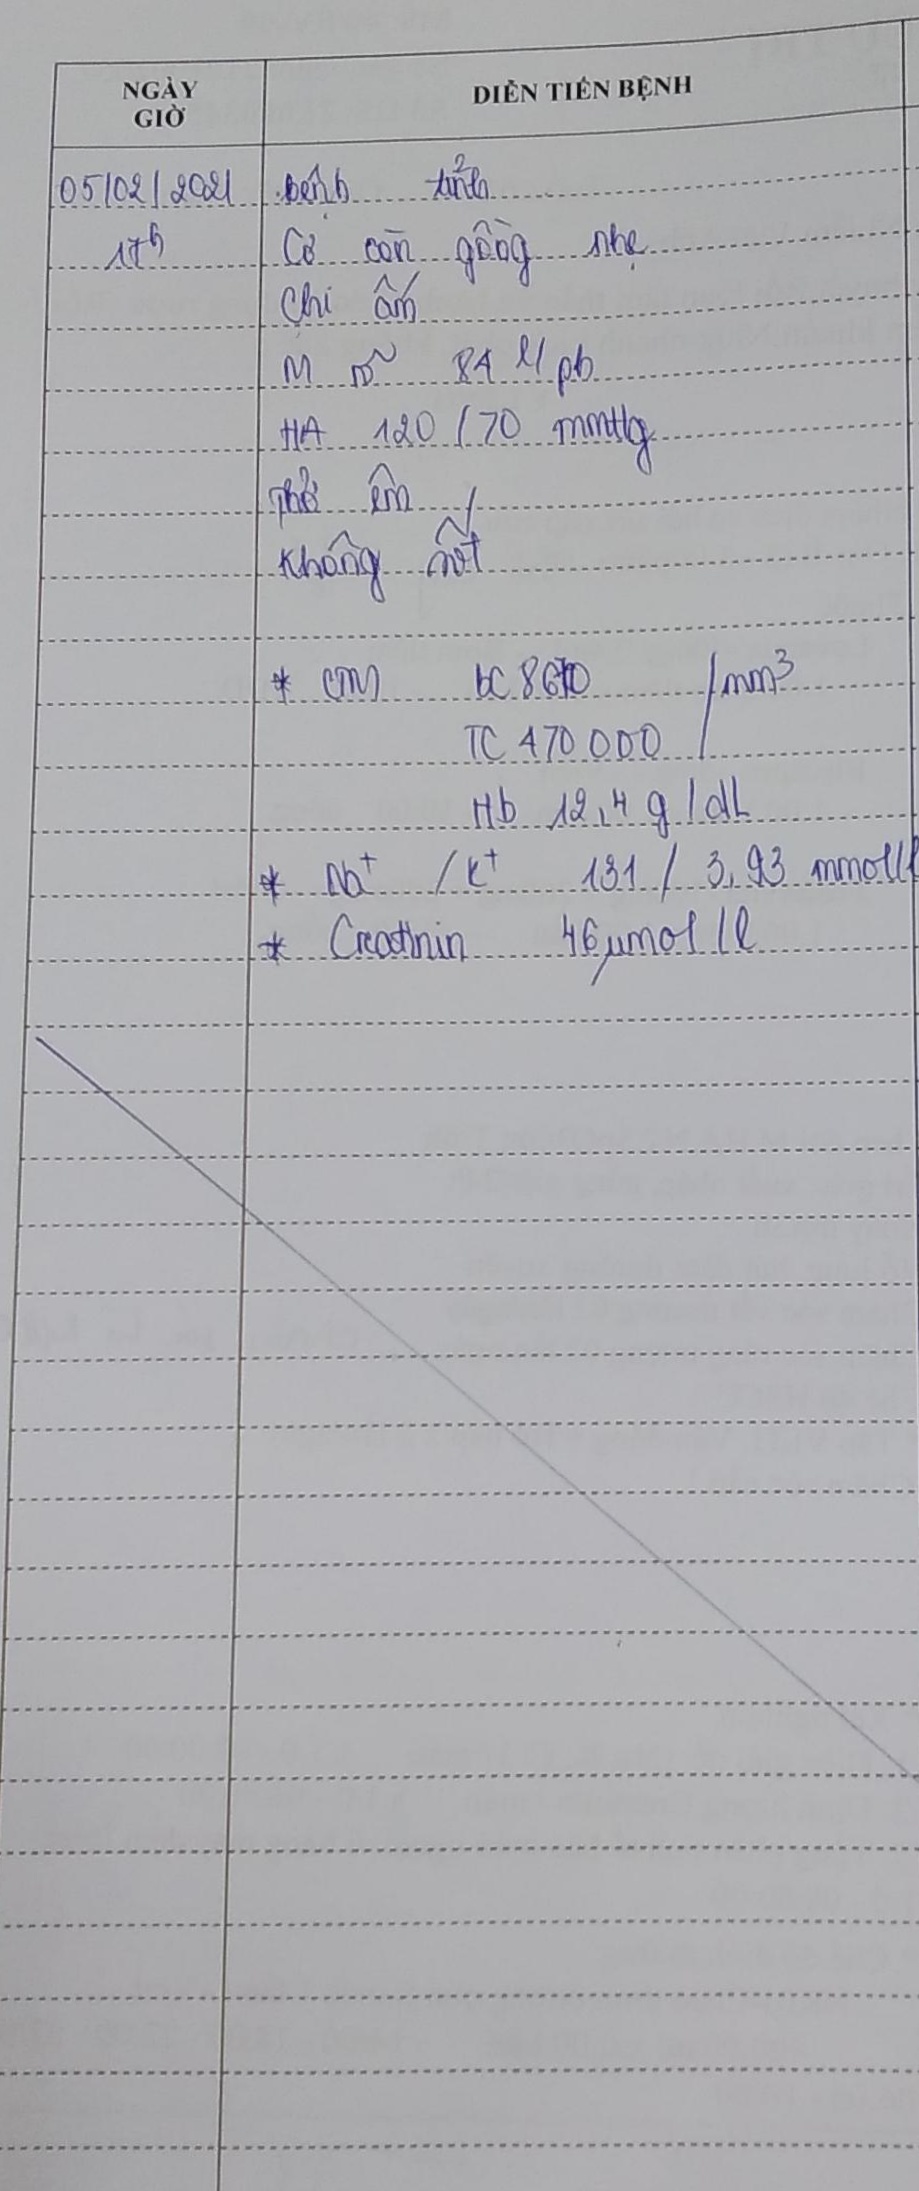 NGÀY
GIỜ
DIỄN TIẾN BỆNH
05/02/2021 bệnh tỉnh
17h Cơ còn gồng nhẹ
Chi ấm
M rõ 84 l/ph
HA 120/70 mmHg
Thở êm
Không sốt
* CTM BC 8670 /mm³
TC 470 000
Hb 12,4 g/dL
* Na⁺ / K⁺ 131 / 3,93 mmol/l
* Creatinin 46 µmol/l